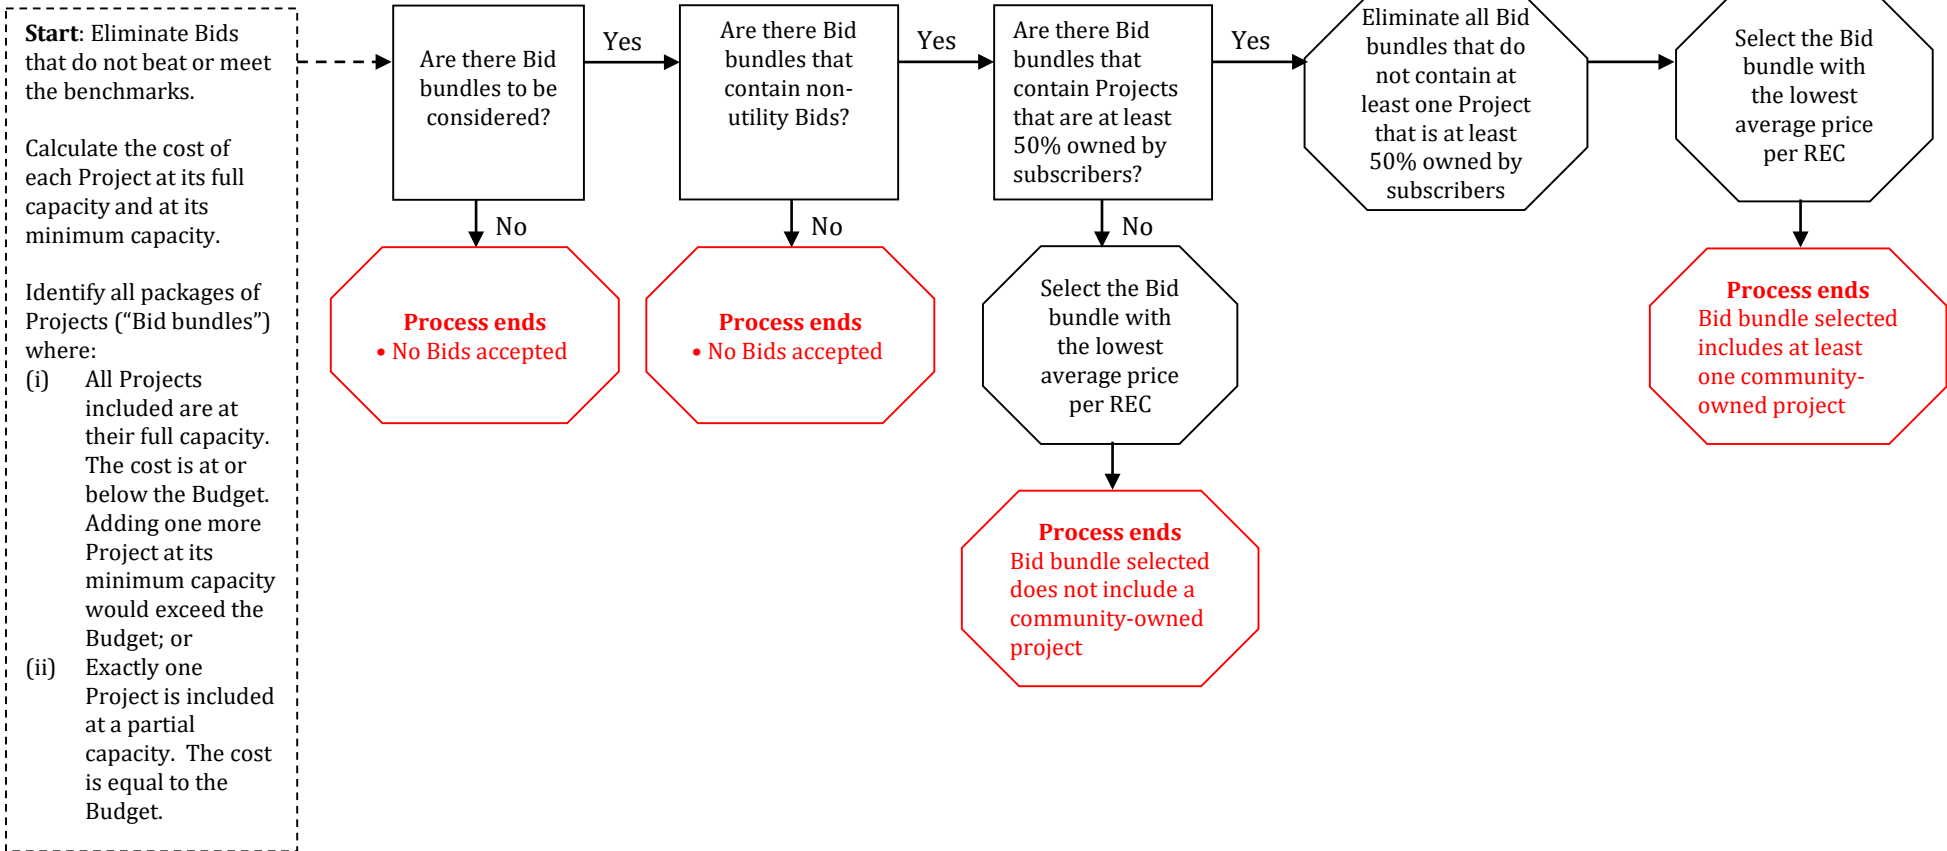 Start: Eliminate Bids
that do not beat or meet
the benchmarks.
Calculate the cost of
each Project at its full
capacity and at its
minimum capacity.
Identify all packages of
Projects (“Bid bundles”)
where:
(i) All Projects
included are at
their full capacity.
The cost is at or
below the Budget.
Adding one more
Project at its
minimum capacity
would exceed the
Budget; or
(ii) Exactly one
Project is included
at a partial
capacity. The cost
is equal to the
Budget.
Are there Bid
bundles to be
considered?
Yes
No
Process ends
• No Bids accepted
Are there Bid
bundles that
contain non-
utility Bids?
Yes
No
Process ends
• No Bids accepted
Are there Bid
bundles that
contain Projects
that are at least
50% owned by
subscribers?
Yes
No
Select the Bid
bundle with
the lowest
average price
per REC
Process ends
Bid bundle selected
does not include a
community-owned
project
Eliminate all Bid
bundles that do
not contain at
least one Project
that is at least
50% owned by
subscribers
Select the Bid
bundle with
the lowest
average price
per REC
Process ends
Bid bundle selected
includes at least
one community-
owned project